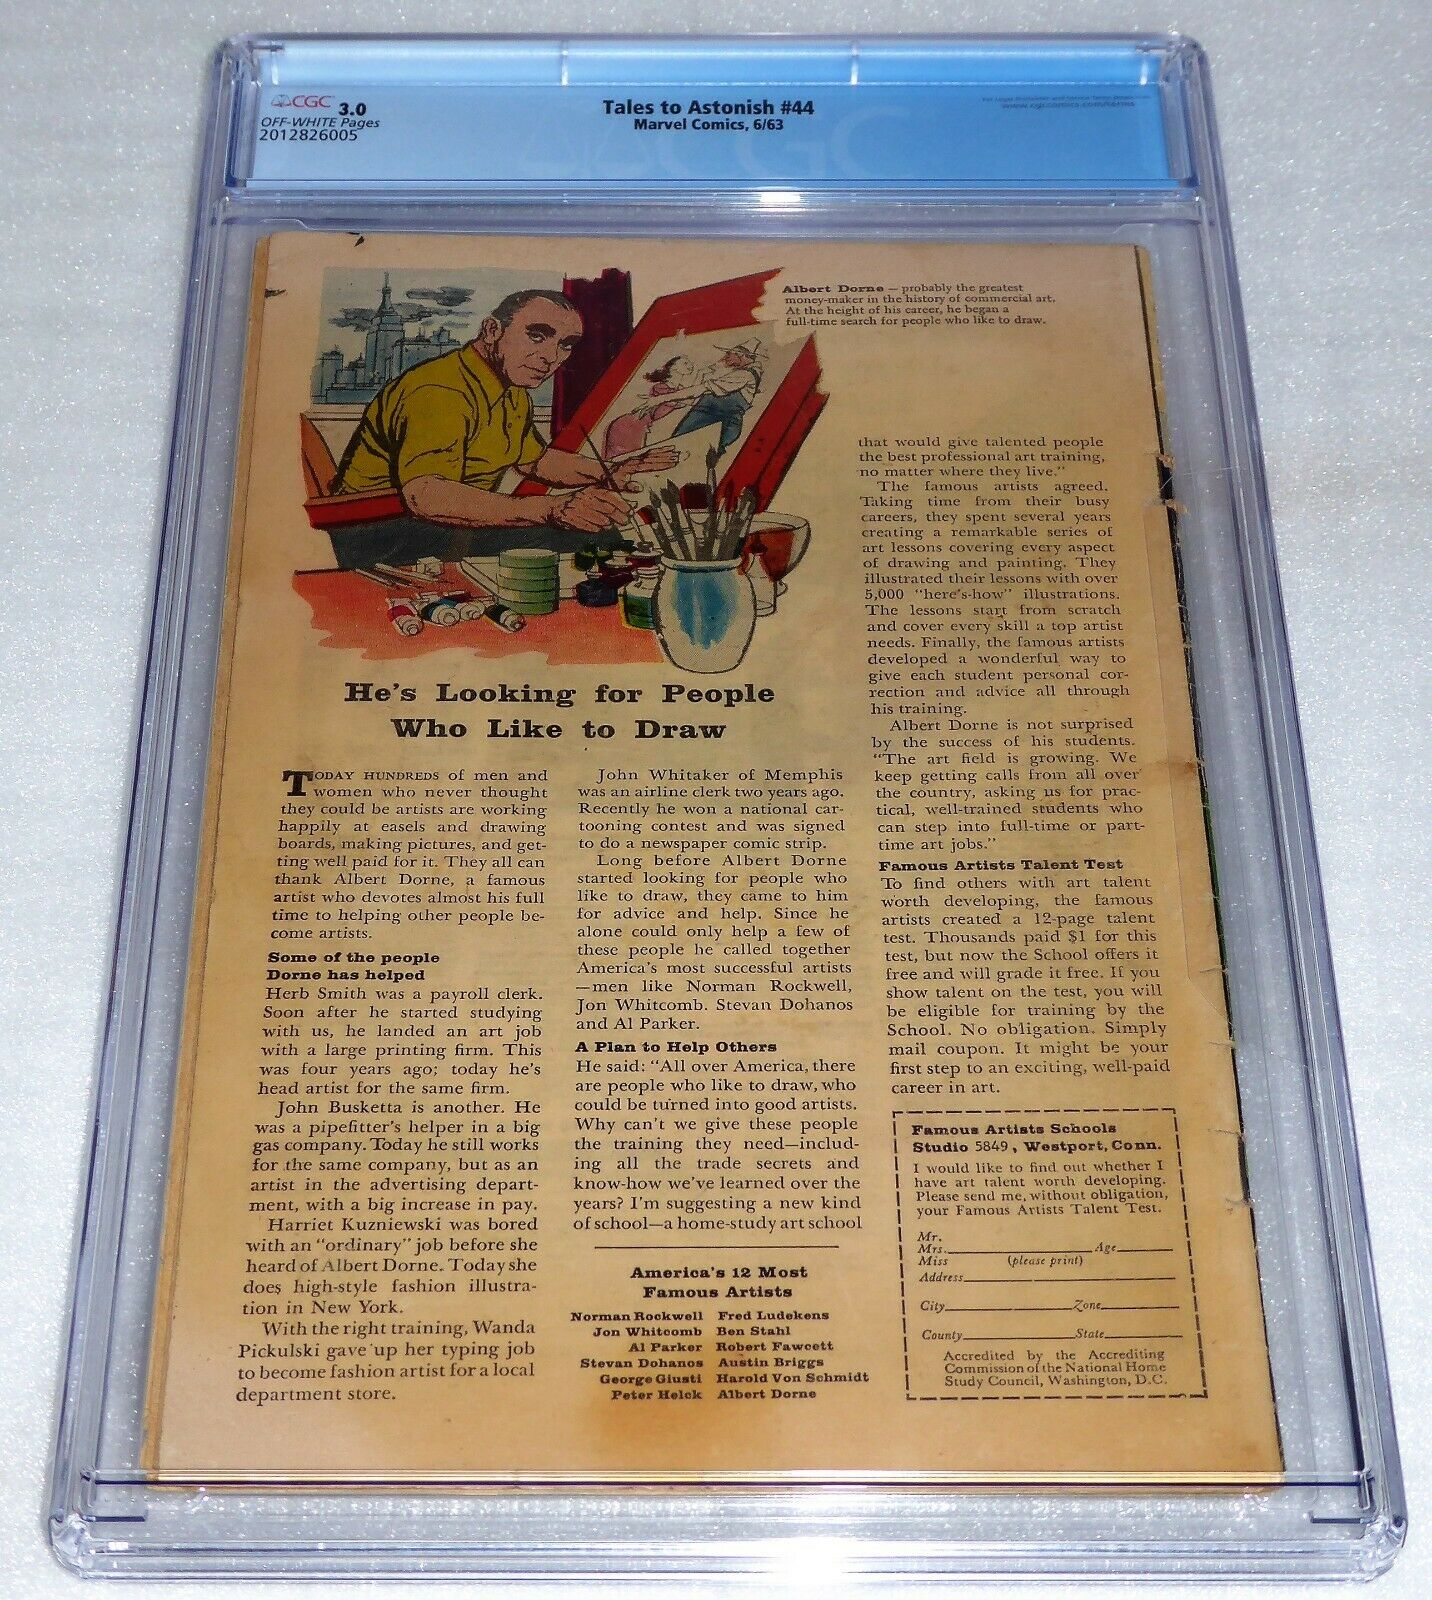 CGC 3.0
OFF-WHITE Pages
2012826005
Tales to Astonish #44
Marvel Comics, 6/63
www.cgccomics.com/terms
CGC
Albert Dorne — probably the greatest
money-maker in the history of commercial art.
At the height of his career, he began a
full-time search for people who like to draw.
He's Looking for People
Who Like to Draw
TODAY HUNDREDS of men and
women who never thought
they could be artists are working
happily at easels and drawing
boards, making pictures, and get-
ting well paid for it. They all can
thank Albert Dorne, a famous
artist who devotes almost his full
time to helping other people be-
come artists.
Some of the people
Dorne has helped
Herb Smith was a payroll clerk.
Soon after he started studying
with us, he landed an art job
with a large printing firm. This
was four years ago; today he's
head artist for the same firm.
John Busketta is another. He
was a pipefitter's helper in a big
gas company. Today he still works
for the same company, but as an
artist in the advertising depart-
ment, with a big increase in pay.
Harriet Kuzniewski was bored
with an "ordinary" job before she
heard of Albert Dorne. Today she
does high-style fashion illustra-
tion in New York.
With the right training, Wanda
Pickulski gave up her typing job
to become fashion artist for a local
department store.
John Whitaker of Memphis
was an airline clerk two years ago.
Recently he won a national car-
tooning contest and was signed
to do a newspaper comic strip.
Long before Albert Dorne
started looking for people who
like to draw, they came to him
for advice and help. Since he
alone could only help a few of
these people he called together
America's most successful artists
—men like Norman Rockwell,
Jon Whitcomb. Stevan Dohanos
and Al Parker.
A Plan to Help Others
He said: "All over America, there
are people who like to draw, who
could be turned into good artists.
Why can't we give these people
the training they need—includ-
ing all the trade secrets and
know-how we've learned over the
years? I'm suggesting a new kind
of school—a home-study art school
America's 12 Most
Famous Artists
Norman Rockwell Fred Ludekens
Jon Whitcomb Ben Stahl
Al Parker Robert Fawcett
Stevan Dohanos Austin Briggs
George Giusti Harold Von Schmidt
Peter Helck Albert Dorne
that would give talented people
the best professional art training,
no matter where they live."
The famous artists agreed.
Taking time from their busy
careers, they spent several years
creating a remarkable series of
art lessons covering every aspect
of drawing and painting. They
illustrated their lessons with over
5,000 "here's-how" illustrations.
The lessons start from scratch
and cover every skill a top artist
needs. Finally, the famous artists
developed a wonderful way to
give each student personal cor-
rection and advice all through
his training.
Albert Dorne is not surprised
by the success of his students.
"The art field is growing. We
keep getting calls from all over
the country, asking us for prac-
tical, well-trained students who
can step into full-time or part-
time art jobs."
Famous Artists Talent Test
To find others with art talent
worth developing, the famous
artists created a 12-page talent
test. Thousands paid $1 for this
test, but now the School offers it
free and will grade it free. If you
show talent on the test, you will
be eligible for training by the
School. No obligation. Simply
mail coupon. It might be your
first step to an exciting, well-paid
career in art.
Famous Artists Schools
Studio 5849, Westport, Conn.
I would like to find out whether I
have art talent worth developing.
Please send me, without obligation,
your Famous Artists Talent Test.
Mr.
Mrs. Age
Miss (please print)
Address
City Zone
County State
Accredited by the Accrediting
Commission of the National Home
Study Council, Washington, D.C.